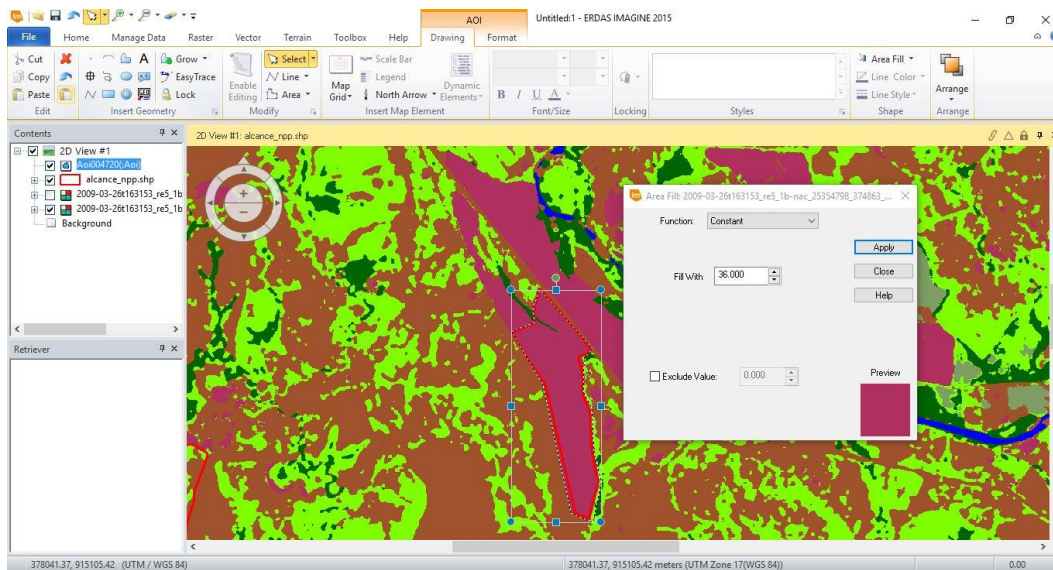 AOI
Untitled:1 - ERDAS IMAGINE 2015
File Home Manage Data Raster Vector Terrain Toolbox Help Drawing Format
Cut Grow Select Scale Bar Area Fill
Copy EasyTrace Enable Editing Line Map Grid Legend Dynamic Elements Line Color Arrange
Paste A Lock Area North Arrow B I U A Line Style
Edit Insert Geometry Modify Insert Map Element Font/Size Locking Styles Shape Arrange
Contents
2D View #1: alcance_npp.shp
2D View #1
Aoi004720(:Aoi)
alcance_npp.shp
2009-03-26t163153_re5_1b
2009-03-26t163153_re5_1b
Background
Retriever
Area Fill: 2009-03-26t163153_re5_1b-nac_25354798_374863_...
Function: Constant
Apply
Fill With 36.000
Close
Help
Exclude Value: 0.000
Preview
378041.37, 915105.42 (UTM / WGS 84)
378041.37, 915105.42 meters (UTM Zone 17(WGS 84))
0.00